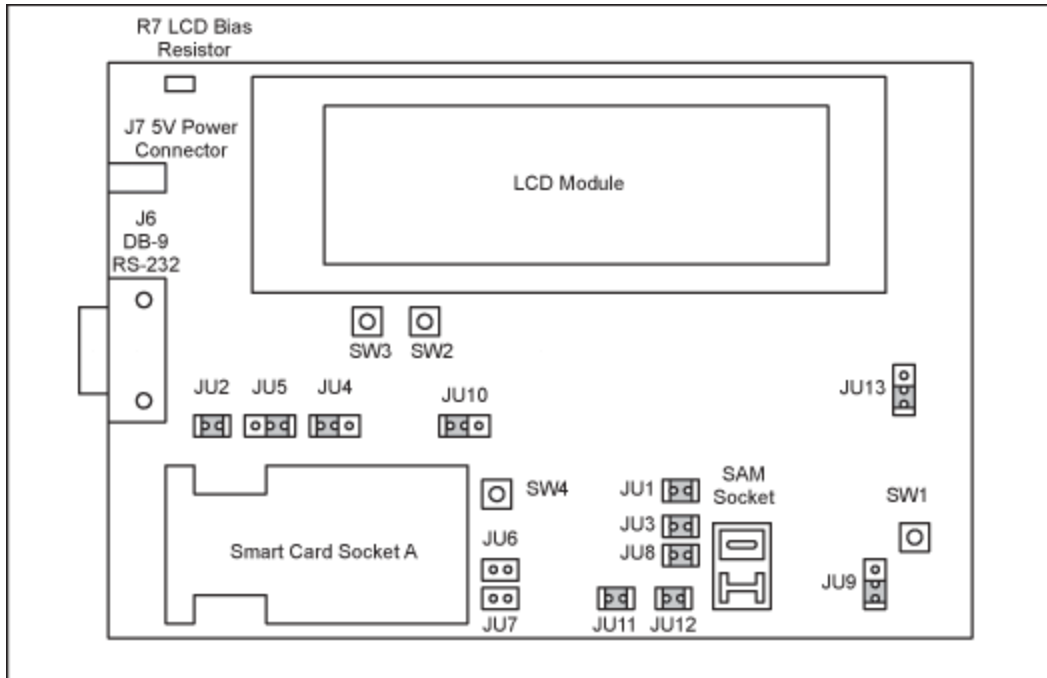 R7 LCD Bias
Resistor
J7 5V Power
Connector
LCD Module
J6
DB-9
RS-232
SW3
SW2
JU2
JU5
JU4
JU10
JU13
SW4
JU1
SAM
Socket
SW1
JU3
JU6
JU8
Smart Card Socket A
JU9
JU7
JU11
JU12